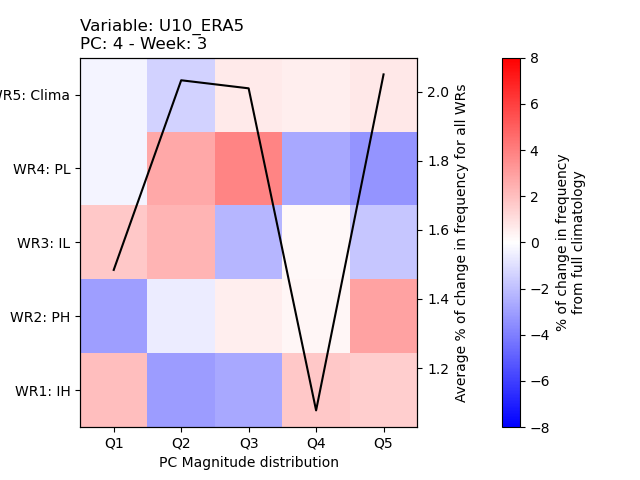 Variable: U10_ERA5
PC: 4 - Week: 3
WR5: Clima
WR4: PL
WR3: IL
WR2: PH
WR1: IH
Q1 Q2 Q3 Q4 Q5
PC Magnitude distribution
2.0
1.8
1.6
1.4
1.2
Average % of change in frequency for all WRs
8
6
4
2
0
−2
−4
−6
−8
% of change in frequency
from full climatology